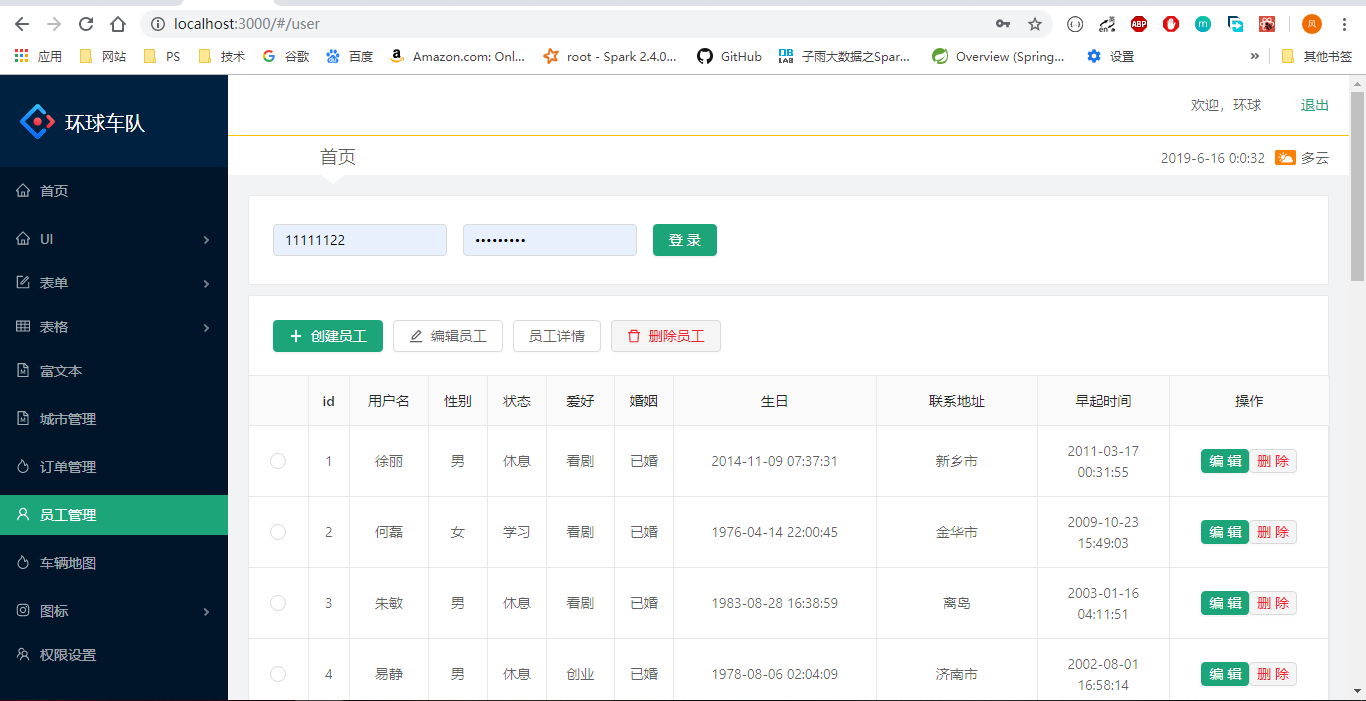 localhost:3000/#/user
ABP m 风
应用 网站 PS 技术 G 谷歌 百度 a Amazon.com: Onl... root - Spark 2.4.0... GitHub DB LAB 子雨大数据之Spar... Overview (Spring... 设置 » 其他书签
环球车队
欢迎，环球 退出
首页 2019-6-16 0:0:32 多云
首页
UI
表单
表格
富文本
城市管理
订单管理
员工管理
车辆地图
图标
权限设置
11111122 ••••••••• 登录
+ 创建员工 编辑员工 员工详情 删除员工
id 用户名 性别 状态 爱好 婚姻 生日 联系地址 早起时间 操作
1 徐丽 男 休息 看剧 已婚 2014-11-09 07:37:31 新乡市 2011-03-17 00:31:55 编辑 删除
2 何磊 女 学习 看剧 已婚 1976-04-14 22:00:45 金华市 2009-10-23 15:49:03 编辑 删除
3 朱敏 男 休息 看剧 已婚 1983-08-28 16:38:59 离岛 2003-01-16 04:11:51 编辑 删除
4 易静 男 休息 创业 已婚 1978-08-06 02:04:09 济南市 2002-08-01 16:58:14 编辑 删除